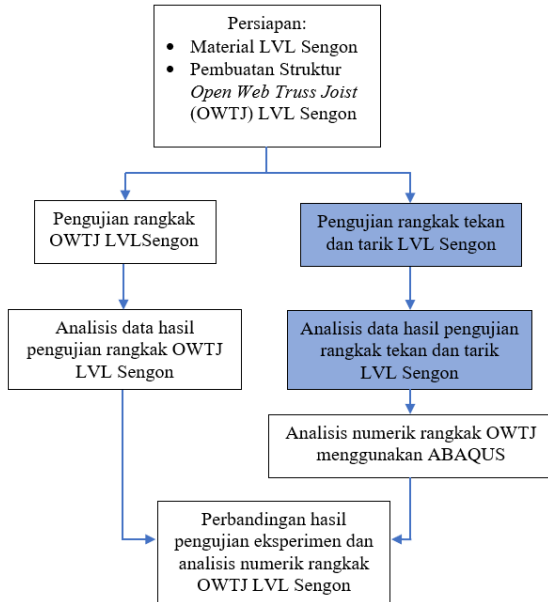 Persiapan:
• Material LVL Sengon
• Pembuatan Struktur
Open Web Truss Joist
(OWTJ) LVL Sengon
Pengujian rangkak
OWTJ LVLSengon
Pengujian rangkak tekan
dan tarik LVL Sengon
Analisis data hasil
pengujian rangkak OWTJ
LVL Sengon
Analisis data hasil pengujian
rangkak tekan dan tarik
LVL Sengon
Analisis numerik rangkak OWTJ
menggunakan ABAQUS
Perbandingan hasil
pengujian eksperimen dan
analisis numerik rangkak
OWTJ LVL Sengon